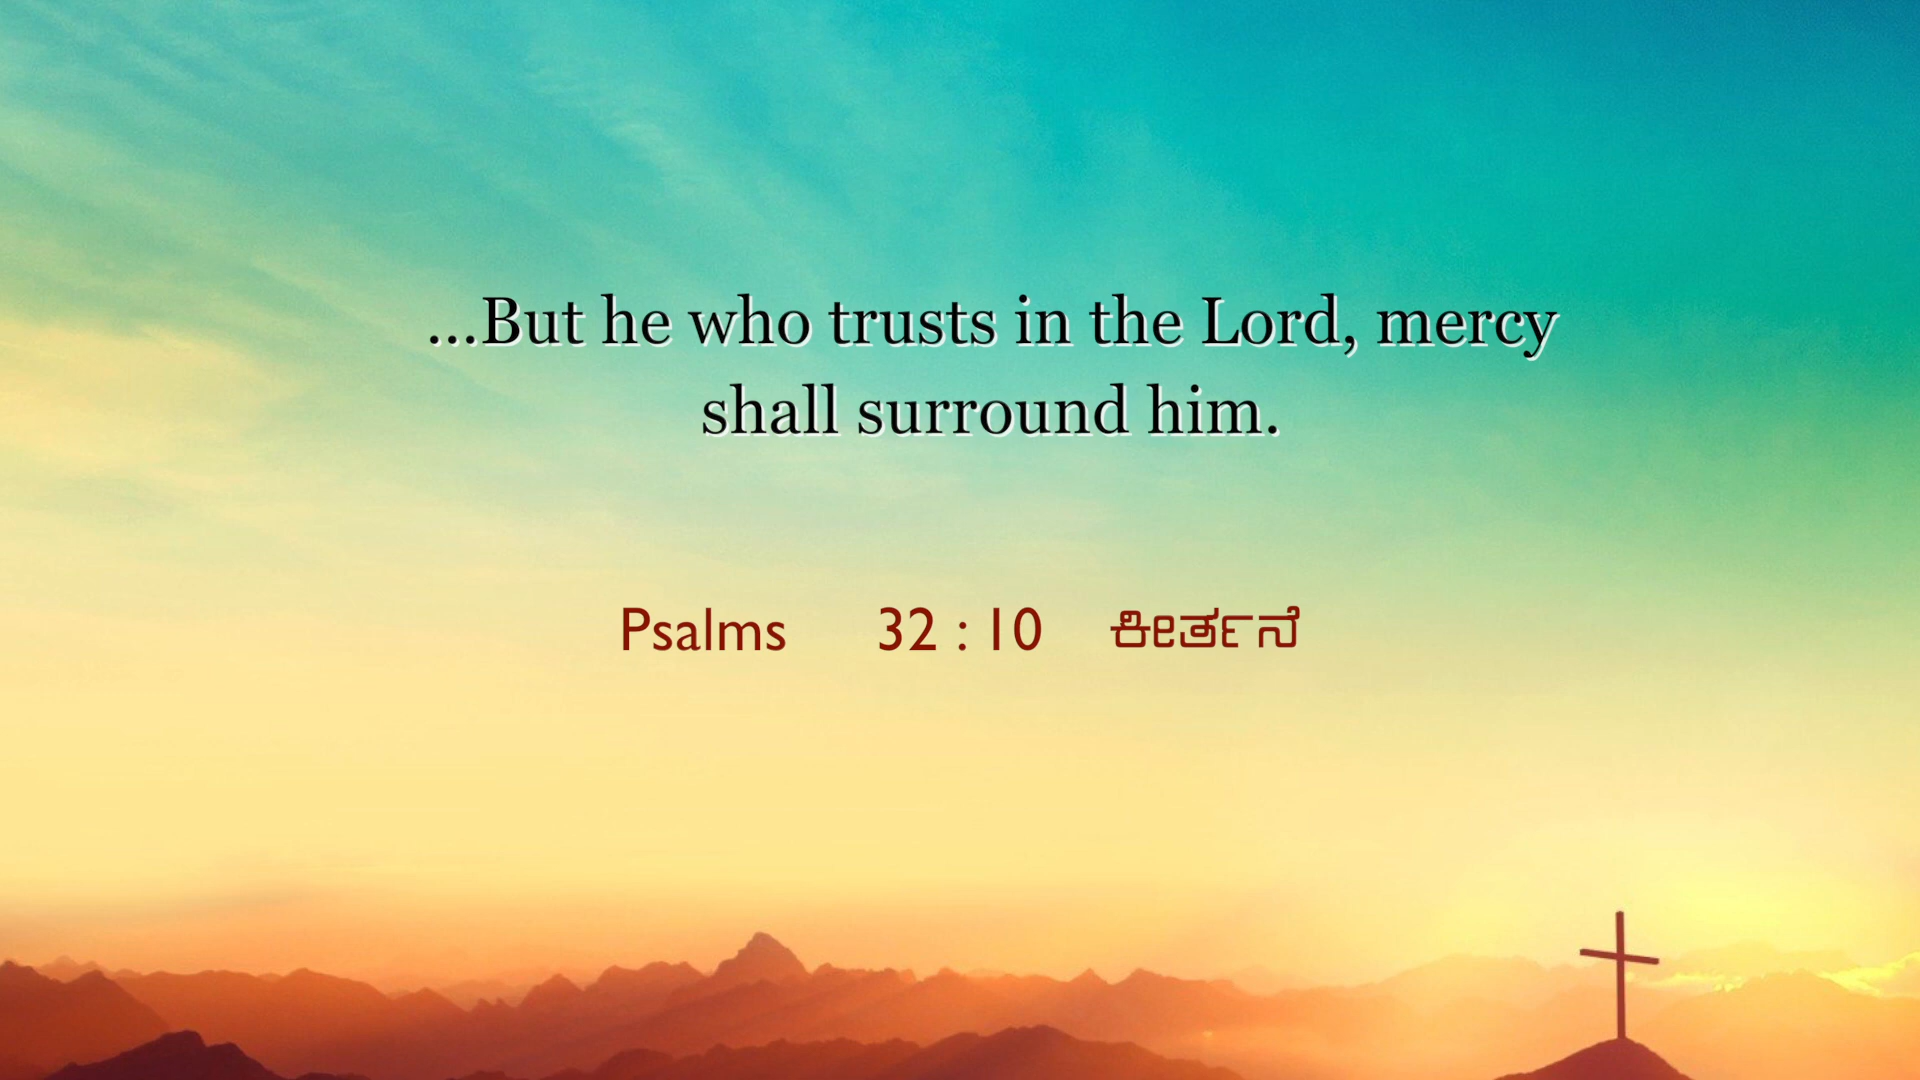 ...But he who trusts in the Lord, mercy
shall surround him.
Psalms 32 : 10 ಕೀರ್ತನೆ